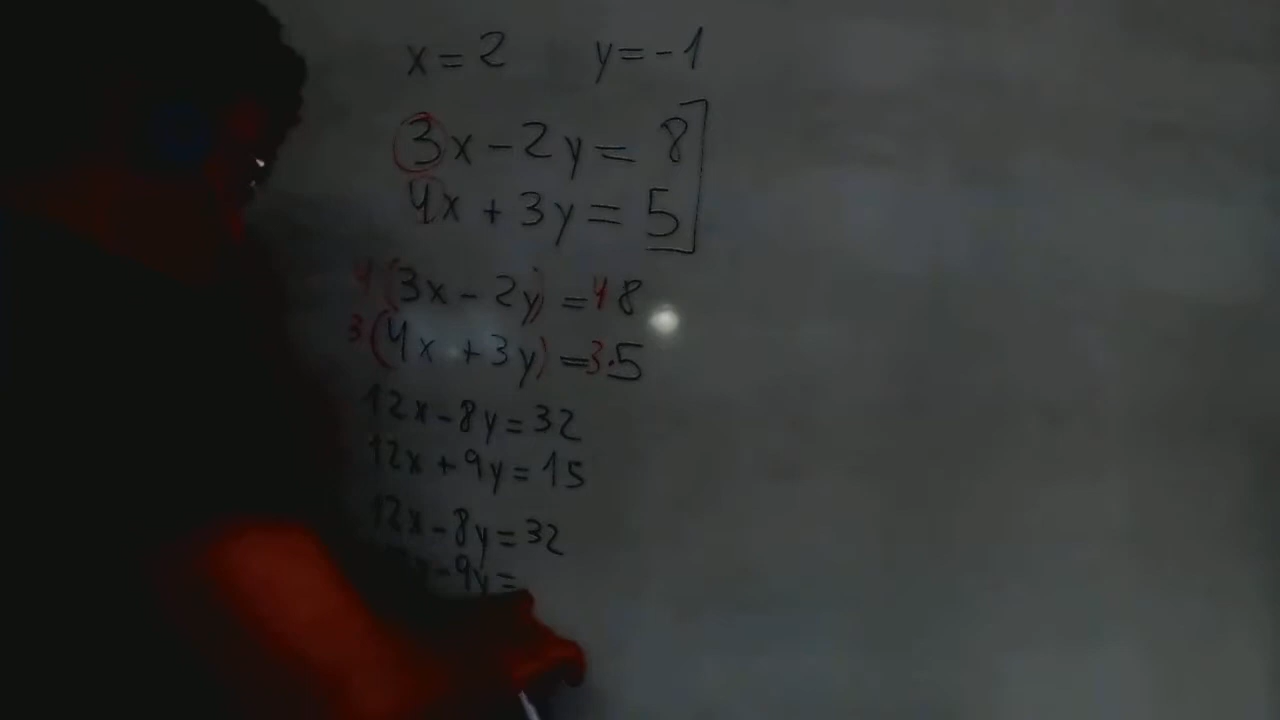 x = 2 y = -1
3x - 2y = 8
4x + 3y = 5
4(3x - 2y) = 4 8
3(4x + 3y) = 3·5
12x - 8y = 32
12x + 9y = 15
12x - 8y = 32
x - 9y =